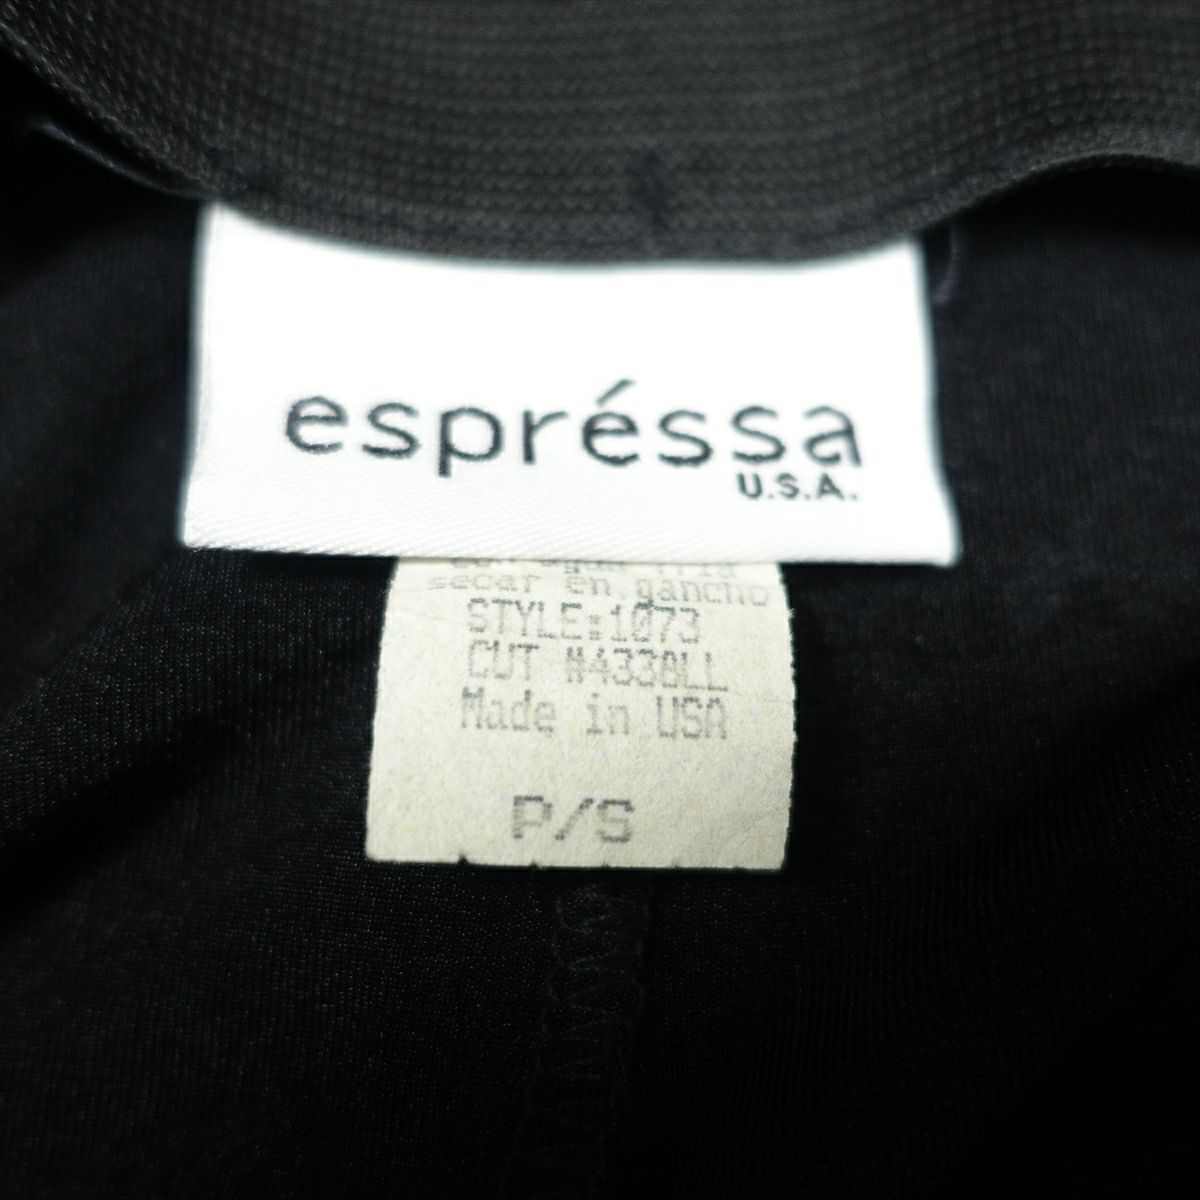 espréssa
U.S.A.
secar en gancho
STYLE:1073
CUT #4338LL
Made in USA
P/S